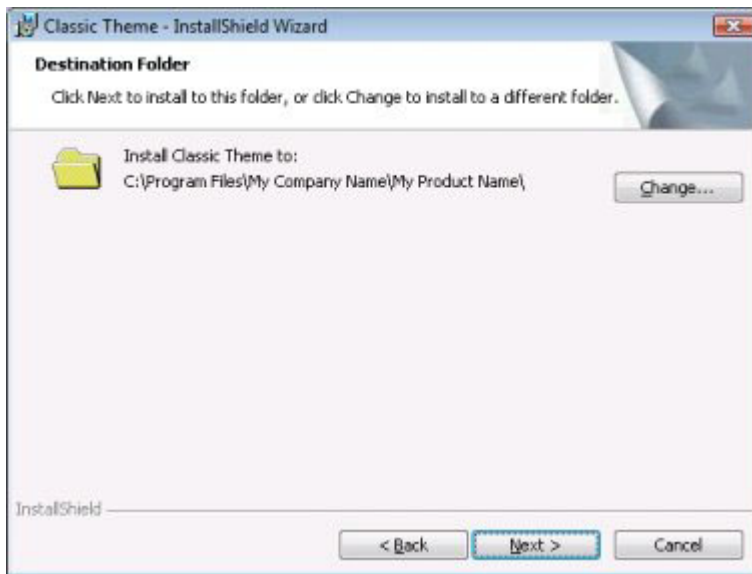 Classic Theme - InstallShield Wizard
Destination Folder
Click Next to install to this folder, or click Change to install to a different folder.
Install Classic Theme to:
C:\Program Files\My Company Name\My Product Name\
Change...
InstallShield
< Back
Next >
Cancel